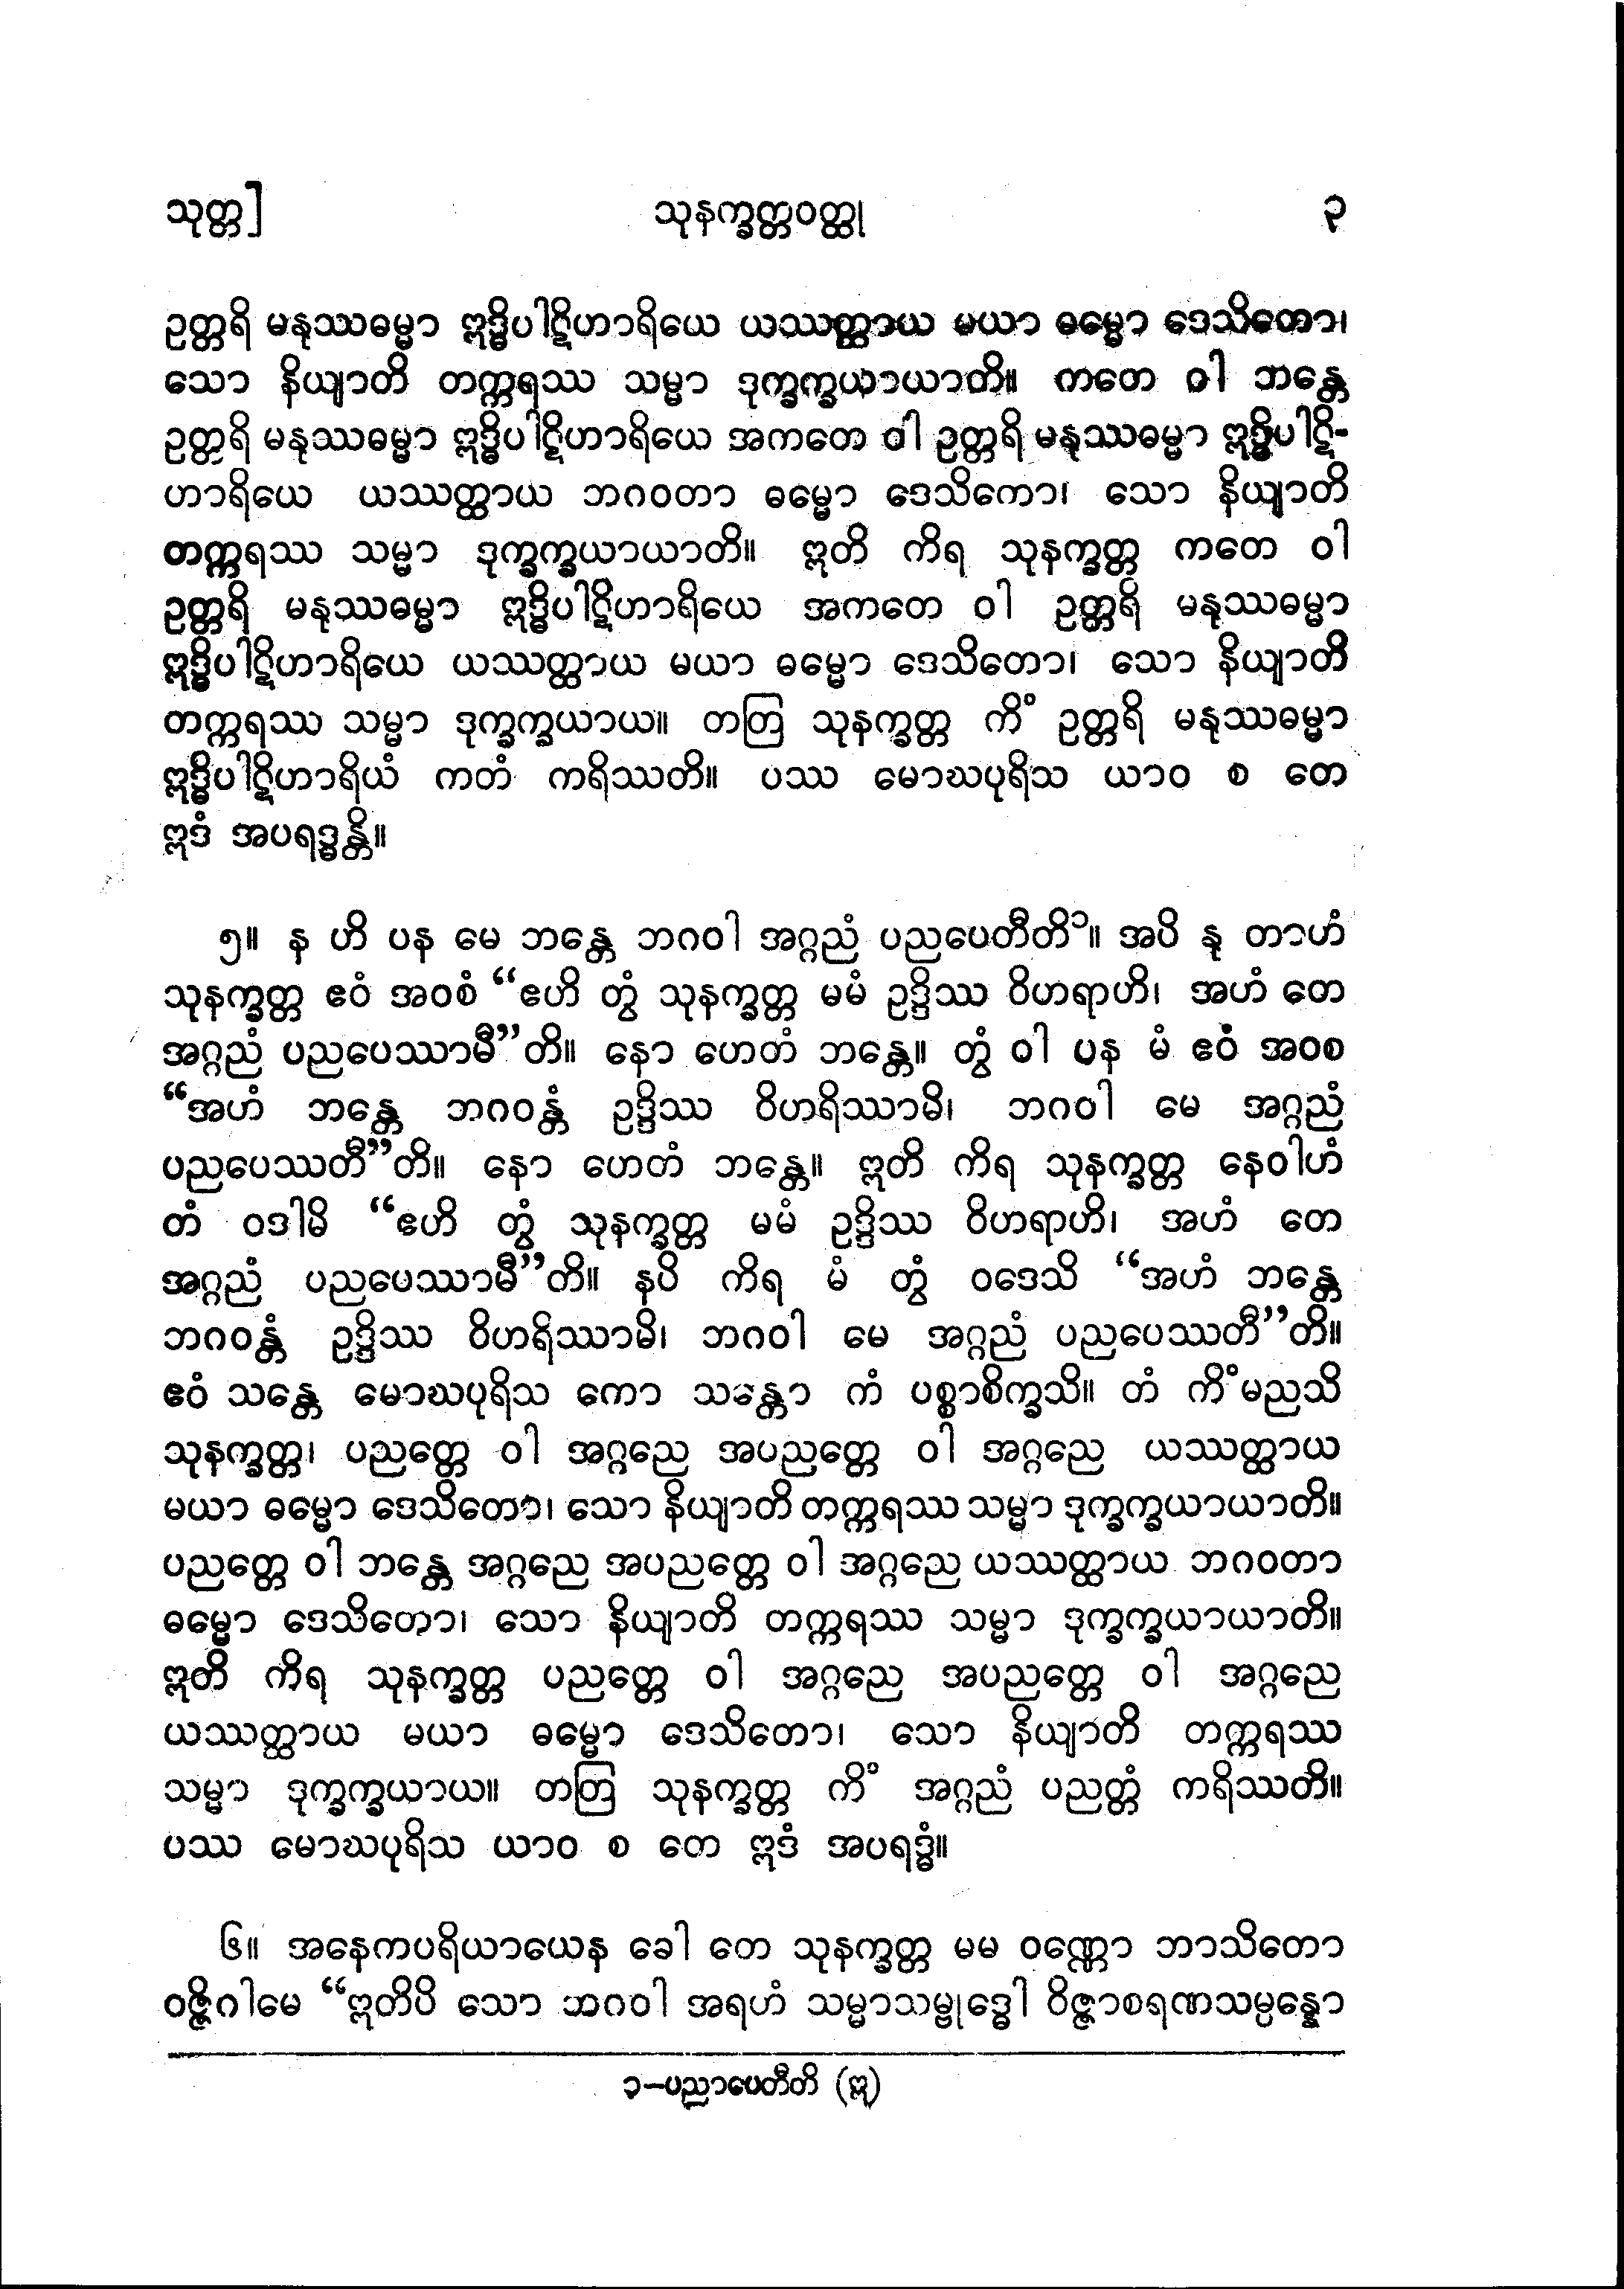 သုတ္တ] သုနက္ခတ္တဝတ္ထု ၃
ဥတ္တရိ မနုဿဓမ္မာ ဣဒ္ဓိပါဋိဟာရိယေ ယဿတ္ထာယ မယာ ဓမ္မော ဒေသိတော၊
သော နိယျာတိ တက္ကရဿ သမ္မာ ဒုက္ခက္ခယာယာတိ။ ကတေ ဝါ ဘန္တေ
ဥတ္တရိ မနုဿဓမ္မာ ဣဒ္ဓိပါဋိဟာရိယေ အကတေ ဝါ ဥတ္တရိ မနုဿဓမ္မာ ဣဒ္ဓိပါဋိ-
ဟာရိယေ ယဿတ္ထာယ ဘဂဝတာ ဓမ္မော ဒေသိကော၊ သော နိယျာတိ
တက္ကရဿ သမ္မာ ဒုက္ခက္ခယာယာတိ။ ဣတိ ကိရ သုနက္ခတ္တ ကတေ ဝါ
ဥတ္တရိ မနုဿဓမ္မာ ဣဒ္ဓိပါဋိဟာရိယေ အကတေ ဝါ ဥတ္တရိ မနုဿဓမ္မာ
ဣဒ္ဓိပါဋိဟာရိယေ ယဿတ္ထာယ မယာ ဓမ္မော ဒေသိတော၊ သော နိယျာတိ
တက္ကရဿ သမ္မာ ဒုက္ခက္ခယာယ။ တတြ သုနက္ခတ္တ ကိံ ဥတ္တရိ မနုဿဓမ္မာ
ဣဒ္ဓိပါဋိဟာရိယံ ကတံ ကရိဿတိ။ ပဿ မောဃပုရိသ ယာဝ စ တေ
ဣဒံ အပရဒ္ဓန္တိ။
၅။ န ဟိ ပန မေ ဘန္တေ ဘဂဝါ အဂ္ဂညံ ပညပေတီတိ၁။ အပိ နု တာဟံ
သုနက္ခတ္တ ဧဝံ အဝစံ “ဧဟိ တွံ သုနက္ခတ္တ မမံ ဥဒ္ဒိဿ ဝိဟရာဟိ၊ အဟံ တေ
အဂ္ဂညံ ပညပေဿာမီ”တိ။ နော ဟေတံ ဘန္တေ။ တွံ ဝါ ပန မံ ဧဝံ အဝစ
“အဟံ ဘန္တေ ဘဂဝန္တံ ဥဒ္ဒိဿ ဝိဟရိဿာမိ၊ ဘဂဝါ မေ အဂ္ဂညံ
ပညပေဿတီ”တိ။ နော ဟေတံ ဘန္တေ။ ဣတိ ကိရ သုနက္ခတ္တ နေဝါဟံ
တံ ဝဒါမိ “ဧဟိ တွံ သုနက္ခတ္တ မမံ ဥဒ္ဒိဿ ဝိဟရာဟိ၊ အဟံ တေ
အဂ္ဂညံ ပညပေဿာမီ”တိ။ နပိ ကိရ မံ တွံ ဝဒေသိ “အဟံ ဘန္တေ
ဘဂဝန္တံ ဥဒ္ဒိဿ ဝိဟရိဿာမိ၊ ဘဂဝါ မေ အဂ္ဂညံ ပညပေဿတီ”တိ။
ဧဝံ သန္တေ မောဃပုရိသ ကော သန္တော ကံ ပစ္စာစိက္ခသိ။ တံ ကိံမညသိ
သုနက္ခတ္တ၊ ပညတ္တေ ဝါ အဂ္ဂညေ အပညတ္တေ ဝါ အဂ္ဂညေ ယဿတ္ထာယ
မယာ ဓမ္မော ဒေသိတော၊ သော နိယျာတိ တက္ကရဿ သမ္မာ ဒုက္ခက္ခယာယာတိ။
ပညတ္တေ ဝါ ဘန္တေ အဂ္ဂညေ အပညတ္တေ ဝါ အဂ္ဂညေ ယဿတ္ထာယ ဘဂဝတာ
ဓမ္မော ဒေသိတော၊ သော နိယျာတိ တက္ကရဿ သမ္မာ ဒုက္ခက္ခယာယာတိ။
ဣတိ ကိရ သုနက္ခတ္တ ပညတ္တေ ဝါ အဂ္ဂညေ အပညတ္တေ ဝါ အဂ္ဂညေ
ယဿတ္ထာယ မယာ ဓမ္မော ဒေသိတော၊ သော နိယျာတိ တက္ကရဿ
သမ္မာ ဒုက္ခက္ခယာယ။ တတြ သုနက္ခတ္တ ကိံ အဂ္ဂညံ ပညတ္တံ ကရိဿတိ။
ပဿ မောဃပုရိသ ယာဝ စ တေ ဣဒံ အပရဒ္ဓံ။
၆။ အနေကပရိယာယေန ခေါ တေ သုနက္ခတ္တ မမ ဝဏ္ဏော ဘာသိတော
ဝဇ္ဇိဂါမေ “ဣတိပိ သော ဘဂဝါ အရဟံ သမ္မာသမ္ဗုဒ္ဓေါ ဝိဇ္ဇာစရဏသမ္ပန္နော
၁-ပညာပေတီတိ (ဣ)